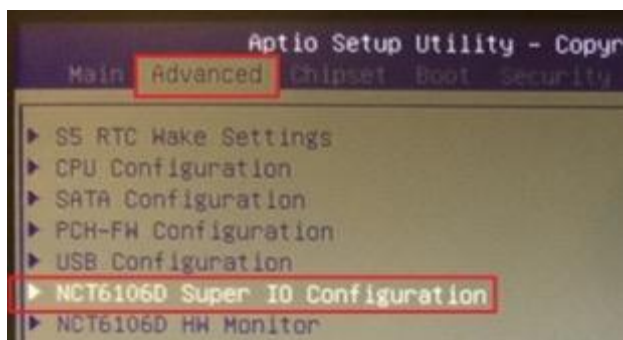 Aptio Setup Utility - Copyr
Main Advanced Chipset Boot Security
S5 RTC Wake Settings
CPU Configuration
SATA Configuration
PCH-FW Configuration
USB Configuration
NCT6106D Super IO Configuration
NCT6106D HW Monitor